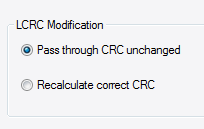 LCRC Modification
Pass through CRC unchanged
Recalculate correct CRC